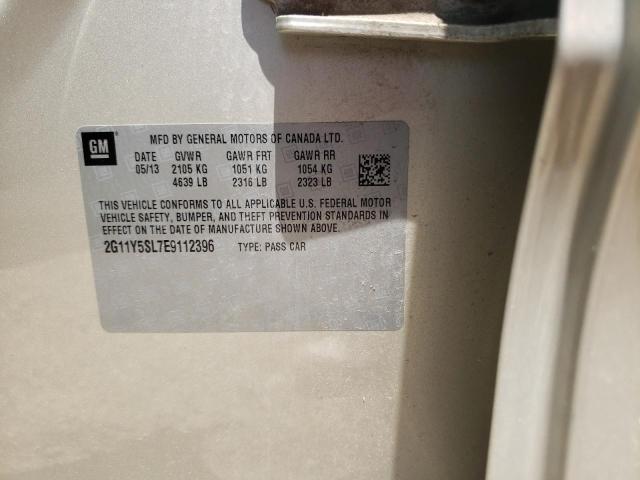 GM
MFD BY GENERAL MOTORS OF CANADA LTD.
DATE GVWR GAWR FRT GAWR RR
05/13 2105 KG 1051 KG 1054 KG
4639 LB 2316 LB 2323 LB
THIS VEHICLE CONFORMS TO ALL APPLICABLE U.S. FEDERAL MOTOR
VEHICLE SAFETY, BUMPER, AND THEFT PREVENTION STANDARDS IN
EFFECT ON THE DATE OF MANUFACTURE SHOWN ABOVE.
2G11Y5SL7E9112396 TYPE: PASS CAR